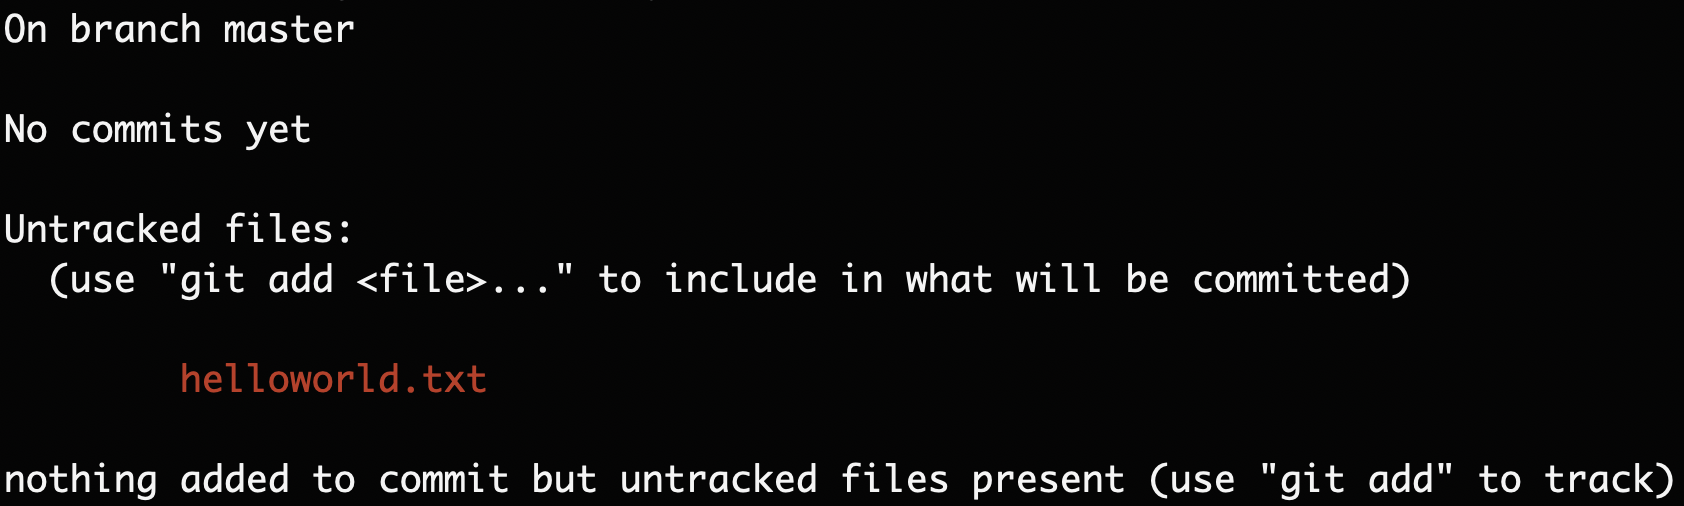 On branch master
No commits yet
Untracked files:
(use "git add <file>..." to include in what will be committed)
helloworld.txt
nothing added to commit but untracked files present (use "git add" to track)